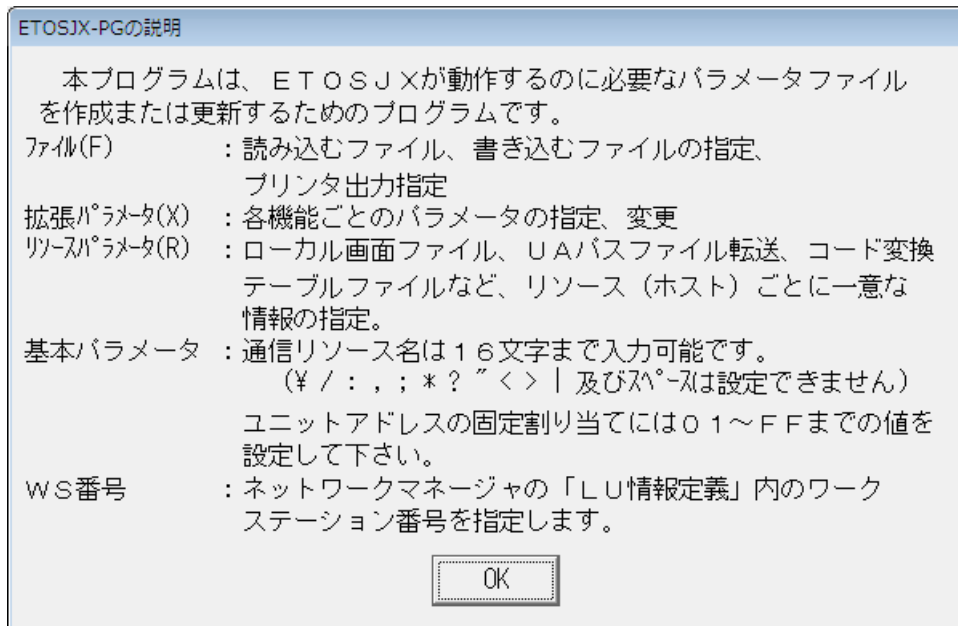 ETOSJX-PGの説明
本プログラムは、ＥＴＯＳＪＸが動作するのに必要なパラメータファイル
を作成または更新するためのプログラムです。
ﾌｧｲﾙ(F) ：読み込むファイル、書き込むファイルの指定、
プリンタ出力指定
拡張ﾊﾟﾗﾒｰﾀ(X) ：各機能ごとのパラメータの指定、変更
ﾘｿｰｽﾊﾟﾗﾒｰﾀ(R) ：ローカル画面ファイル、ＵＡパスファイル転送、コード変換
テーブルファイルなど、リソース（ホスト）ごとに一意な
情報の指定。
基本パラメータ ：通信リソース名は１６文字まで入力可能です。
（¥ / : , ; * ? ″ < > | 及びｽﾍﾟｰｽは設定できません）
ユニットアドレスの固定割り当てには０１～ＦＦまでの値を
設定して下さい。
ＷＳ番号 ：ネットワークマネージャの「ＬＵ情報定義」内のワーク
ステーション番号を指定します。
OK